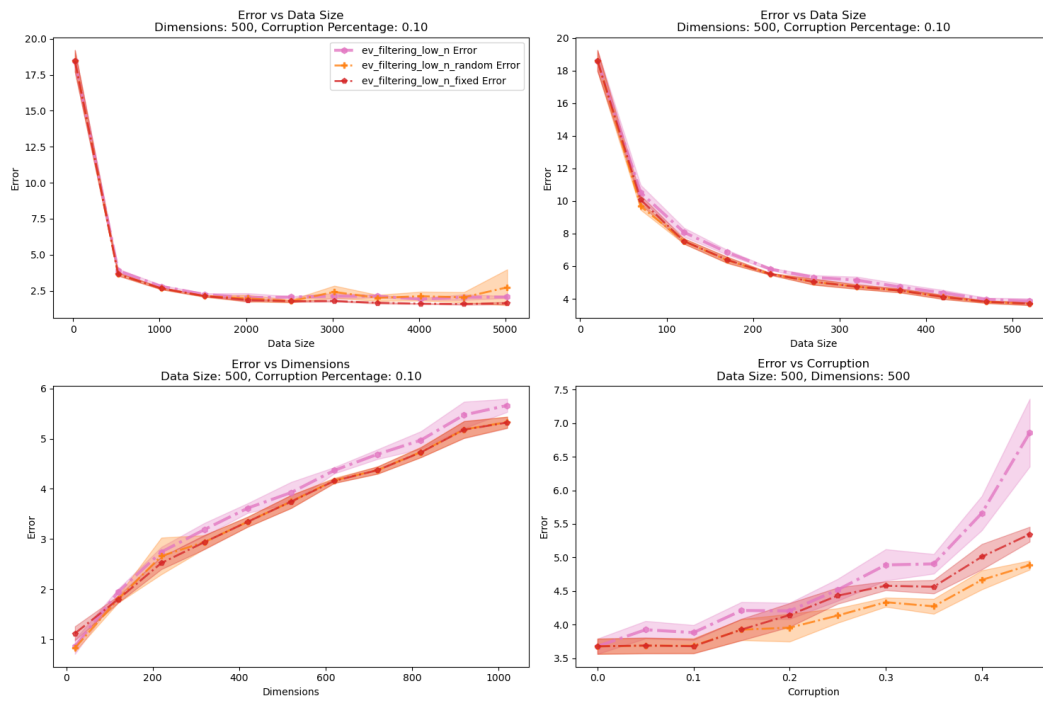 Error vs Data Size
Dimensions: 500, Corruption Percentage: 0.10
20.0
17.5
15.0
12.5
10.0
7.5
5.0
2.5
Error
ev_filtering_low_n Error
ev_filtering_low_n_random Error
ev_filtering_low_n_fixed Error
0 1000 2000 3000 4000 5000
Data Size
Error vs Data Size
Dimensions: 500, Corruption Percentage: 0.10
20
18
16
14
12
10
8
6
4
Error
0 100 200 300 400 500
Data Size
Error vs Dimensions
Data Size: 500, Corruption Percentage: 0.10
6
5
4
3
2
1
Error
0 200 400 600 800 1000
Dimensions
Error vs Corruption
Data Size: 500, Dimensions: 500
7.5
7.0
6.5
6.0
5.5
5.0
4.5
4.0
3.5
Error
0.0 0.1 0.2 0.3 0.4
Corruption